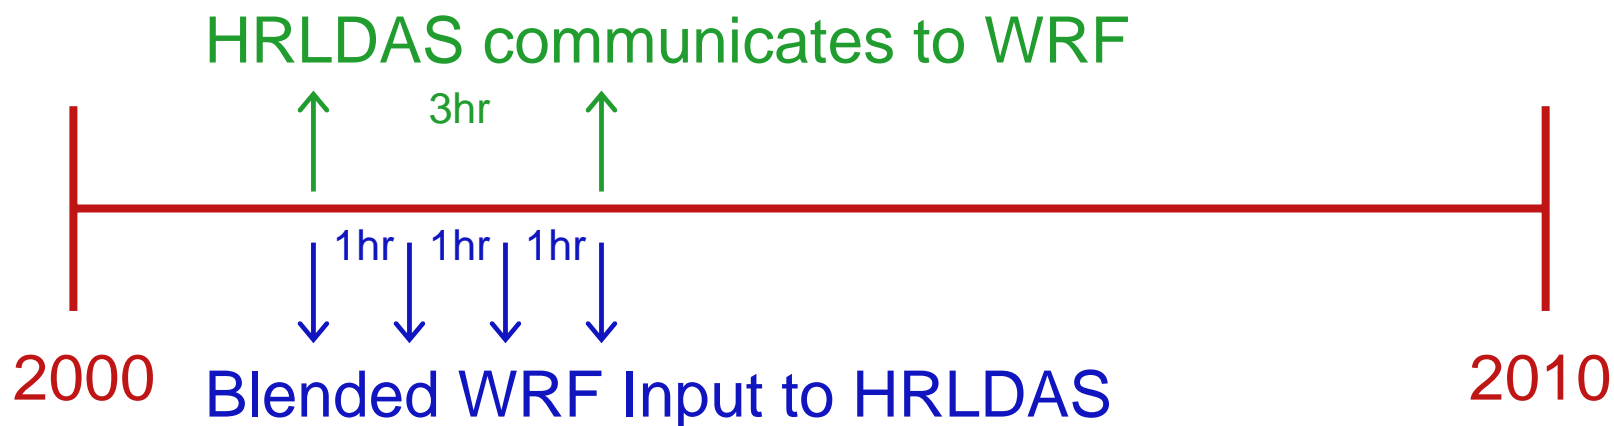 HRLDAS communicates to WRF
3hr
1hr 1hr 1hr
2000 2010
Blended WRF Input to HRLDAS